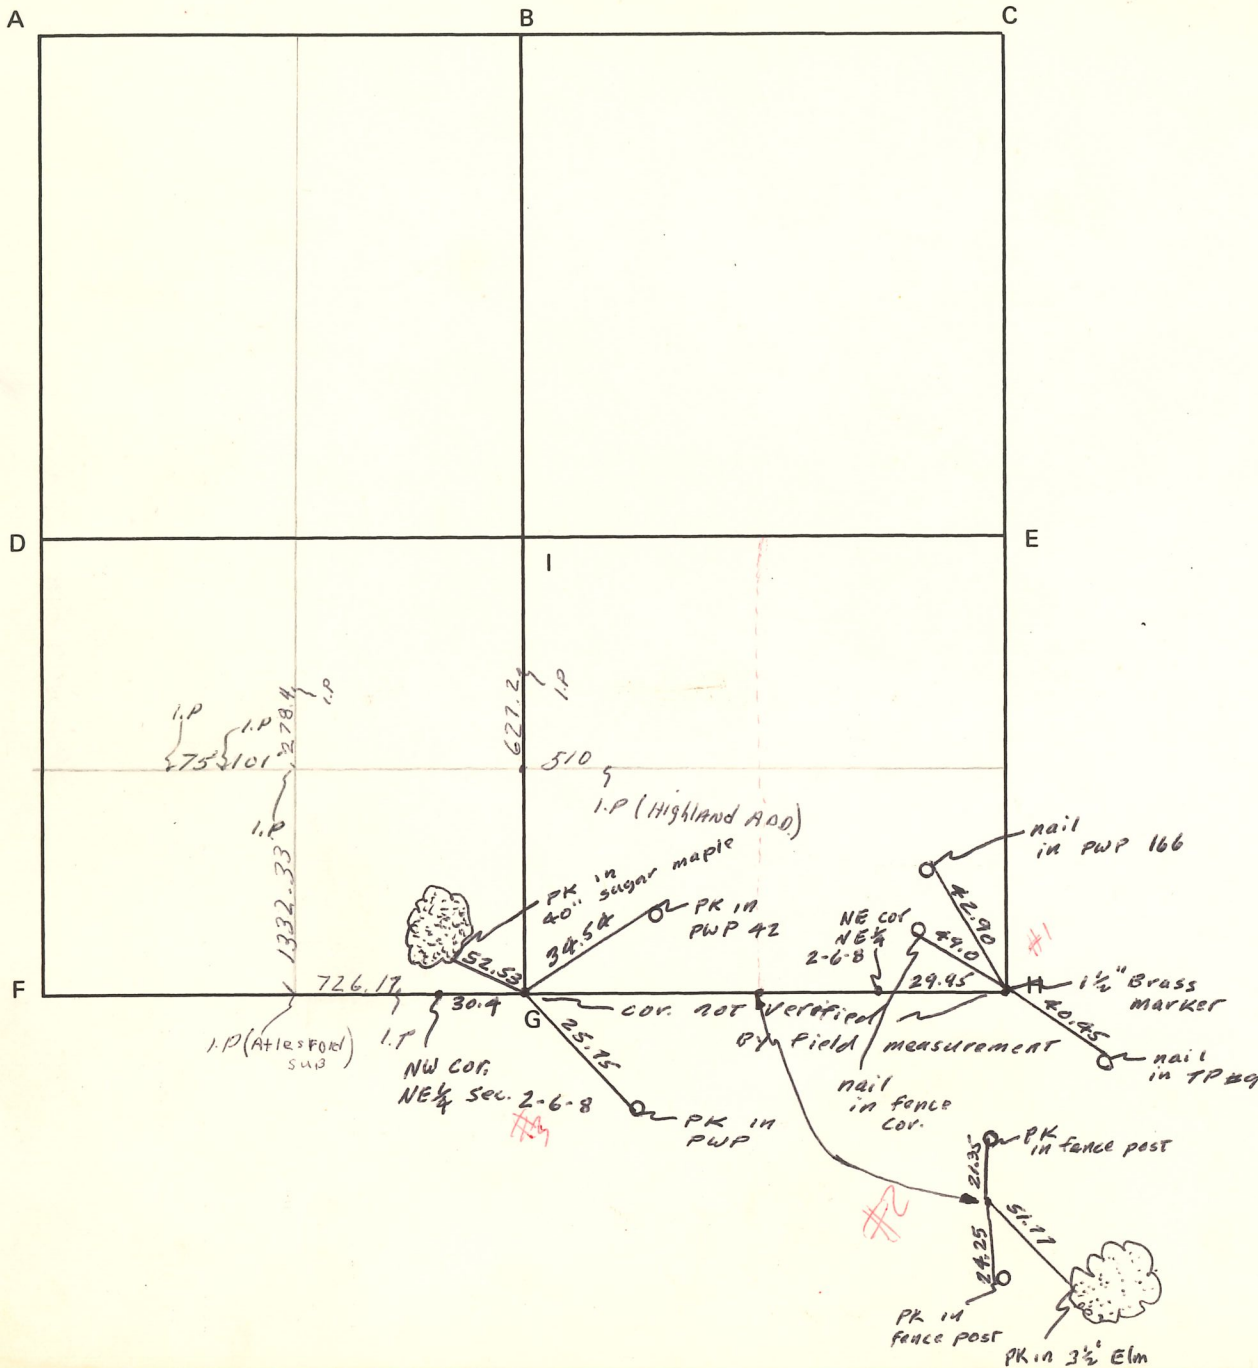 A
B
C
D
I
E
278.4
I.P
627.2
I.P
I.P
I.P
75'
101'
510
I.P (Highland ADD.)
I.P
1332.33
PK in
40" sugar maple
34.54
PK in
PWP 42
nail
in PWP 166
42.90
NE cor
NE ¼
2-6-8
49.0
#1
F
726.17
52.53
30.4
G
cor. not verified
By field measurement
29.95
H
1½" Brass
marker
I.P (Atlesford
sub
I.P
NW Cor.
NE ¼ Sec. 2-6-8
#3
25.75
PK in
PWP
nail
in fence
cor.
40.45
nail
in TP #9
PK
in fence post
21.35
#2
51.77
24.25
PK in
fence post
PK in 3½' Elm